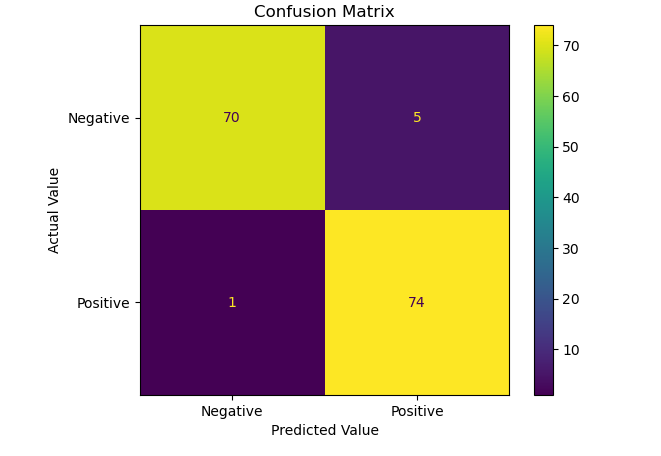 Confusion Matrix
Actual Value
Negative
70
5
Positive
1
74
Negative
Positive
Predicted Value
70
60
50
40
30
20
10